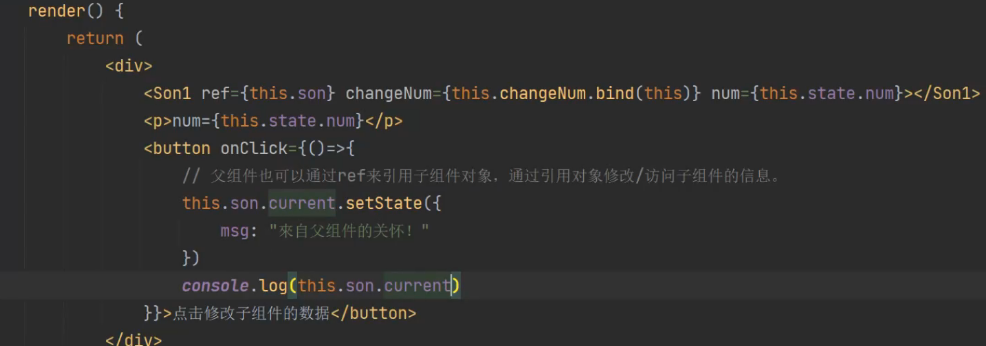 render() {
return (
<div>
<Son1 ref={this.son} changeNum={this.changeNum.bind(this)} num={this.state.num}></Son1>
<p>num={this.state.num}</p>
<button onClick={()=>{
// 父组件也可以通过ref来引用子组件对象，通过引用对象修改/访问子组件的信息。
this.son.current.setState({
msg: "来自父组件的关怀！"
})
console.log(this.son.current)
}}>点击修改子组件的数据</button>
</div>